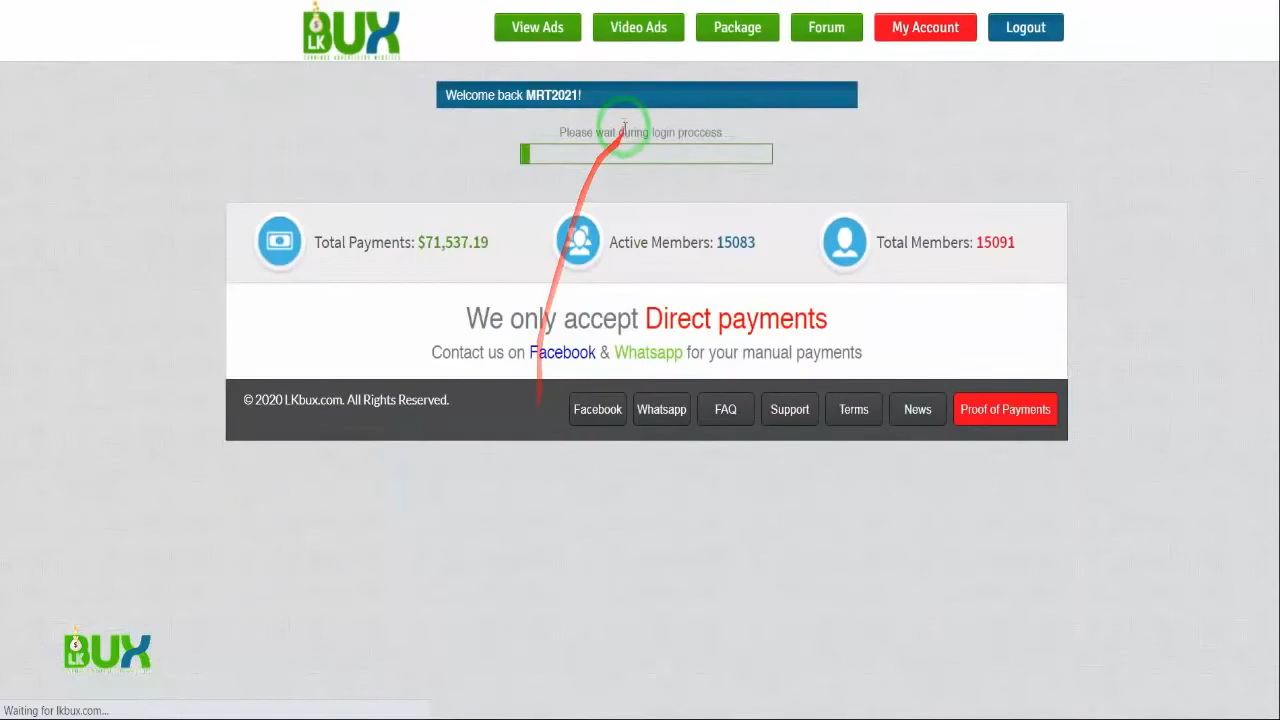 LK BUX
View Ads
Video Ads
Package
Forum
My Account
Logout
Welcome back MRT2021!
Please wait during login proccess ...
Total Payments: $71,537.19
Active Members: 15083
Total Members: 15091
We only accept Direct payments
Contact us on Facebook & Whatsapp for your manual payments
© 2020 LKbux.com. All Rights Reserved.
Facebook
Whatsapp
FAQ
Support
Terms
News
Proof of Payments
LK BUX
Waiting for lkbux.com...